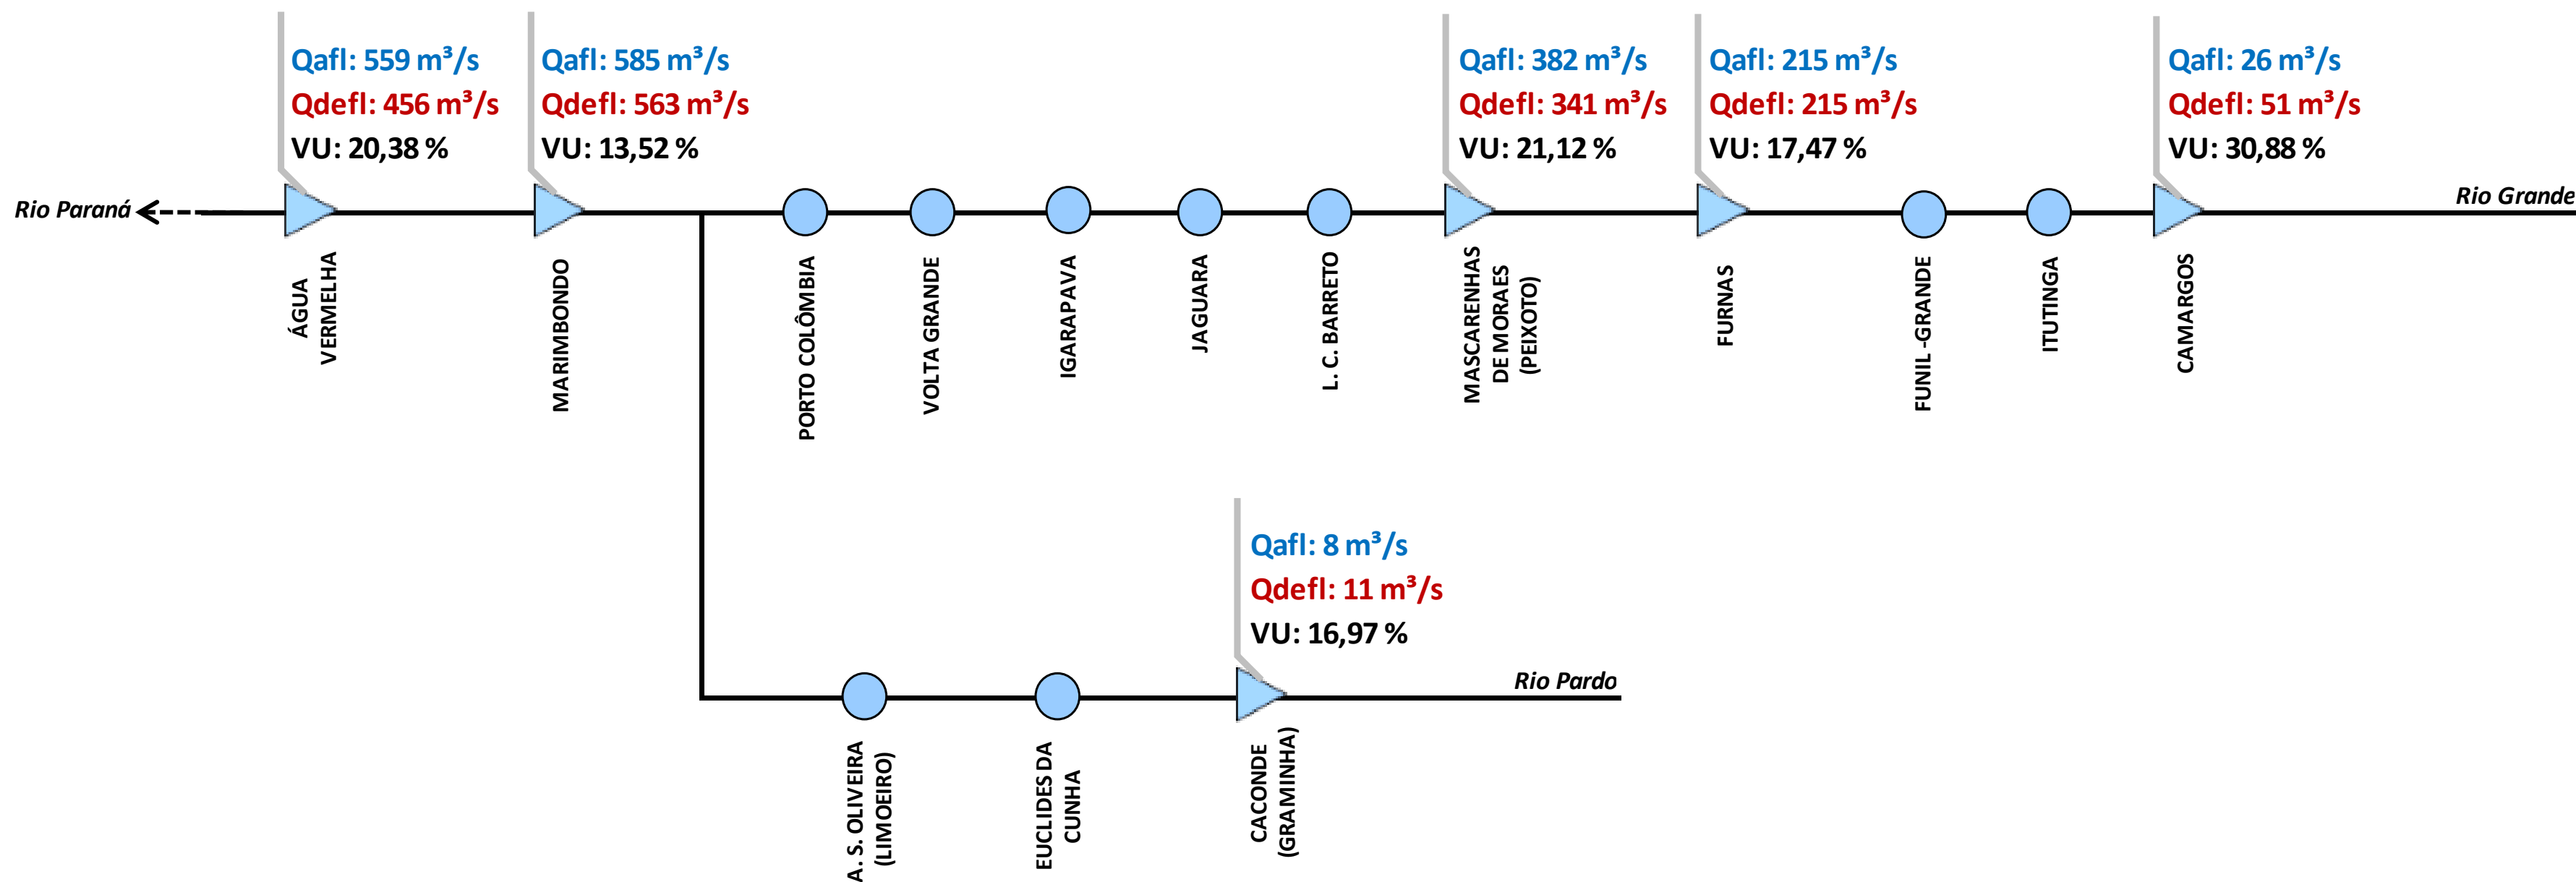 Qafl: 559 m³/s
Qdefl: 456 m³/s
VU: 20,38 %
Qafl: 585 m³/s
Qdefl: 563 m³/s
VU: 13,52 %
Qafl: 382 m³/s
Qdefl: 341 m³/s
VU: 21,12 %
Qafl: 215 m³/s
Qdefl: 215 m³/s
VU: 17,47 %
Qafl: 26 m³/s
Qdefl: 51 m³/s
VU: 30,88 %
Rio Paraná
Rio Grande
ÁGUA
VERMELHA
MARIMBONDO
PORTO COLÔMBIA
VOLTA GRANDE
IGARAPAVA
JAGUARA
L. C. BARRETO
MASCARENHAS
DE MORAES
(PEIXOTO)
FURNAS
FUNIL -GRANDE
ITUTINGA
CAMARGOS
Qafl: 8 m³/s
Qdefl: 11 m³/s
VU: 16,97 %
Rio Pardo
A. S. OLIVEIRA
(LIMOEIRO)
EUCLIDES DA
CUNHA
CACONDE
(GRAMINHA)